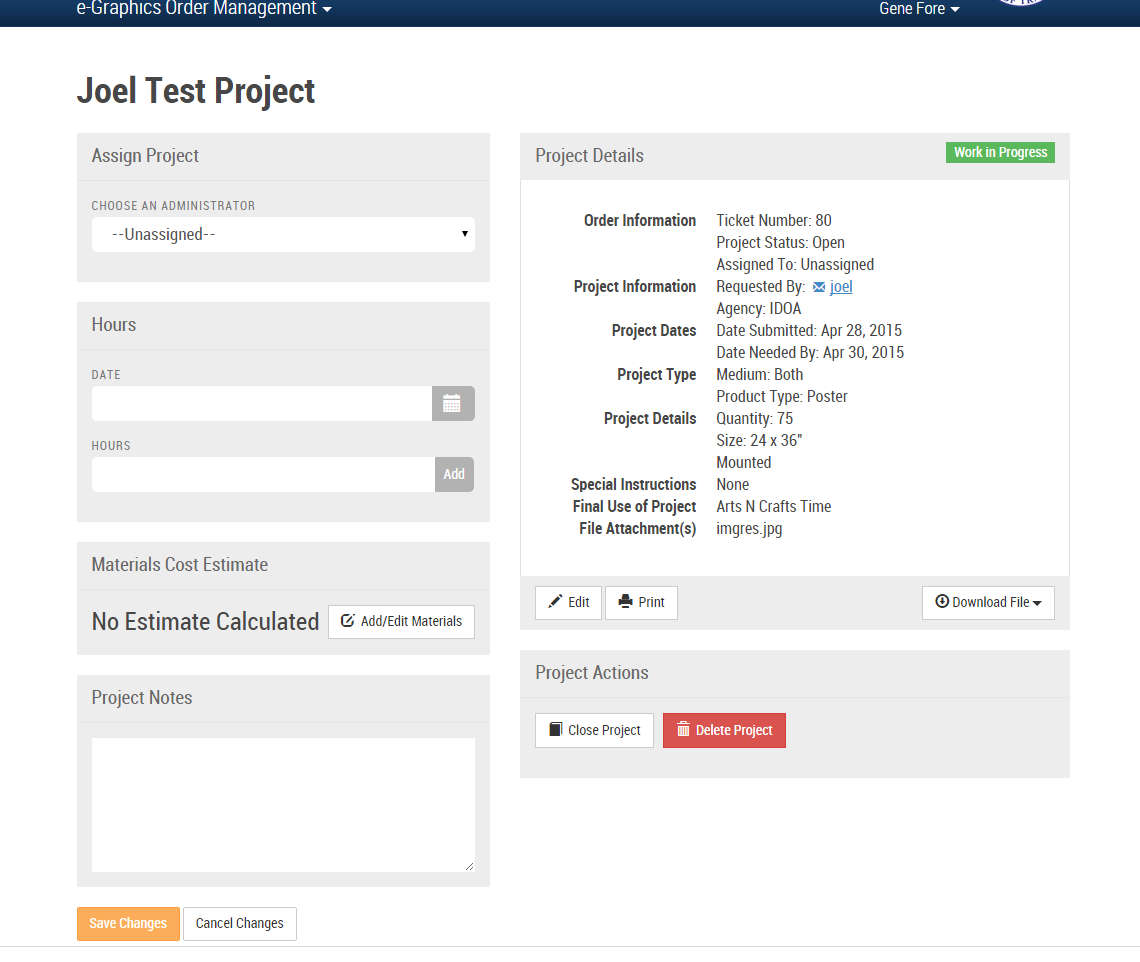 e-Graphics Order Management
Gene Fore
Joel Test Project
Assign Project
CHOOSE AN ADMINISTRATOR
--Unassigned--
Hours
DATE
HOURS
Add
Materials Cost Estimate
No Estimate Calculated
Add/Edit Materials
Project Notes
Save Changes
Cancel Changes
Project Details
Work in Progress
Order Information Ticket Number: 80
Project Status: Open
Assigned To: Unassigned
Project Information Requested By: joel
Agency: IDOA
Project Dates Date Submitted: Apr 28, 2015
Date Needed By: Apr 30, 2015
Project Type Medium: Both
Product Type: Poster
Project Details Quantity: 75
Size: 24 x 36"
Mounted
Special Instructions None
Final Use of Project Arts N Crafts Time
File Attachment(s) imgres.jpg
Edit
Print
Download File
Project Actions
Close Project
Delete Project